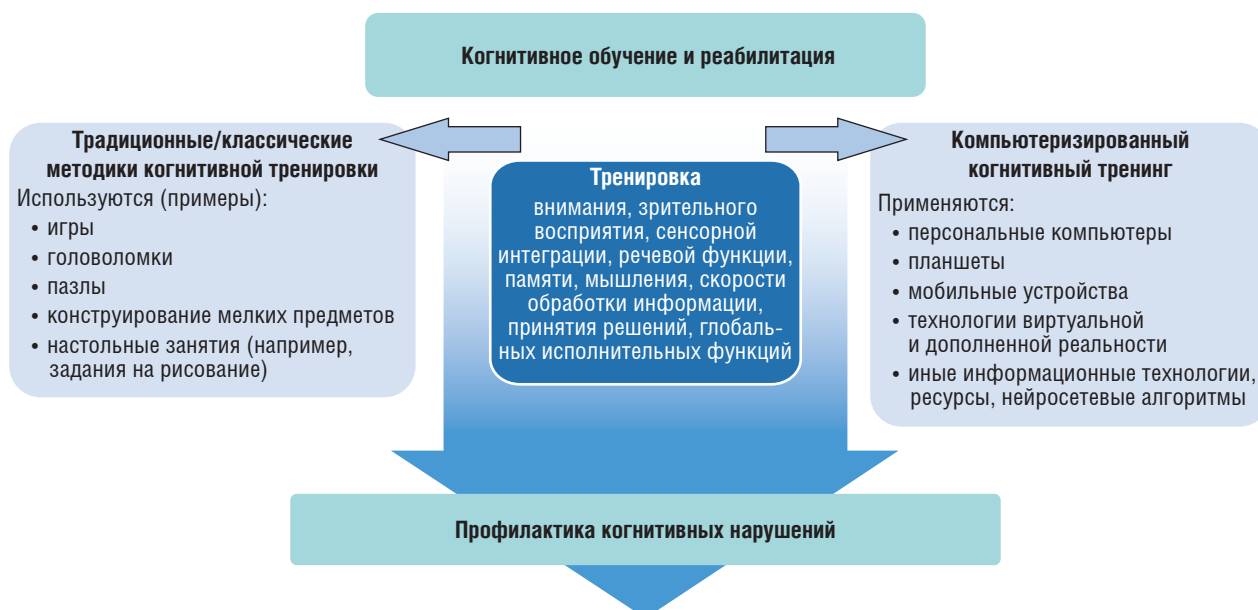 Когнитивное обучение и реабилитация
Традиционные/классические
методики когнитивной тренировки
Используются (примеры):
• игры
• головоломки
• пазлы
• конструирование мелких предметов
• настольные занятия (например,
задания на рисование)
Тренировка
внимания, зрительного
восприятия, сенсорной
интеграции, речевой функции,
памяти, мышления, скорости
обработки информации,
принятия решений, глобаль-
ных исполнительных функций
Компьютеризированный
когнитивный тренинг
Применяются:
• персональные компьютеры
• планшеты
• мобильные устройства
• технологии виртуальной
и дополненной реальности
• иные информационные технологии,
ресурсы, нейросетевые алгоритмы
Профилактика когнитивных нарушений